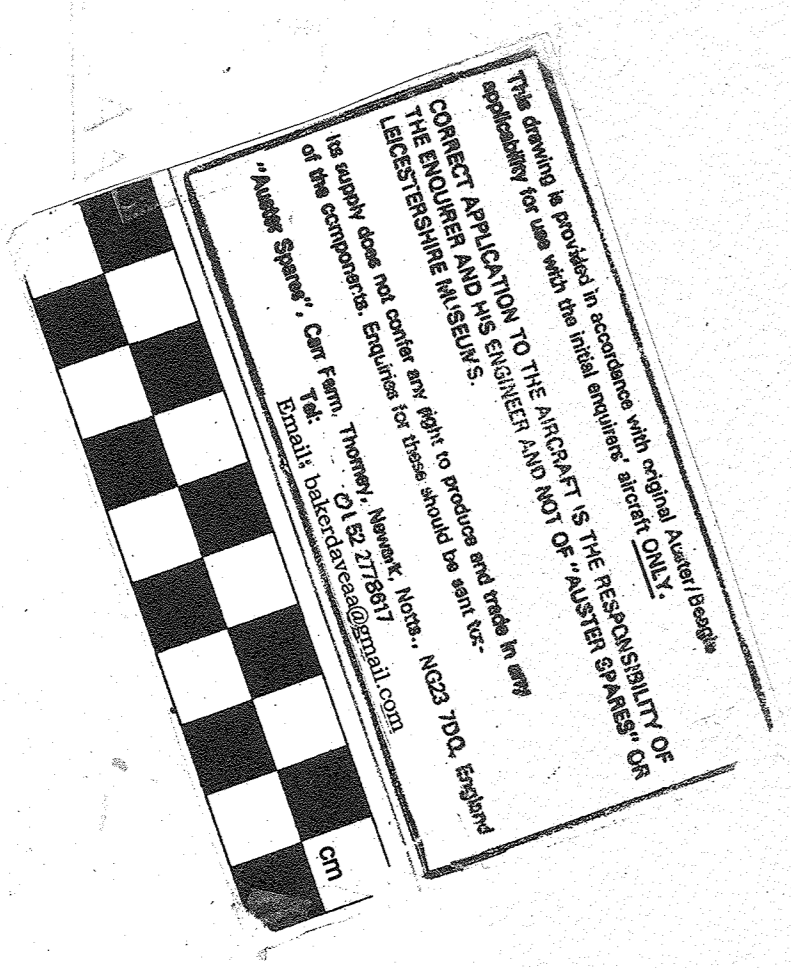 This drawing is provided in accordance with original Auster/Beagle
applicability for use with the initial enquirers' aircraft ONLY.
CORRECT APPLICATION TO THE AIRCRAFT IS THE RESPONSIBILITY OF
THE ENQUIRER AND HIS ENGINEER AND NOT OF "AUSTER SPARES" OR
LEICESTERSHIRE MUSEUMS.
Its supply does not confer any right to produce and trade in any
of the components. Enquiries for these should be sent to:-
"Auster Spares", Carr Farm, Thorney, Newark, Notts., NG23 7DQ, England
Tel: 01522778617
Email: bakerdaveaa@gmail.com
cm